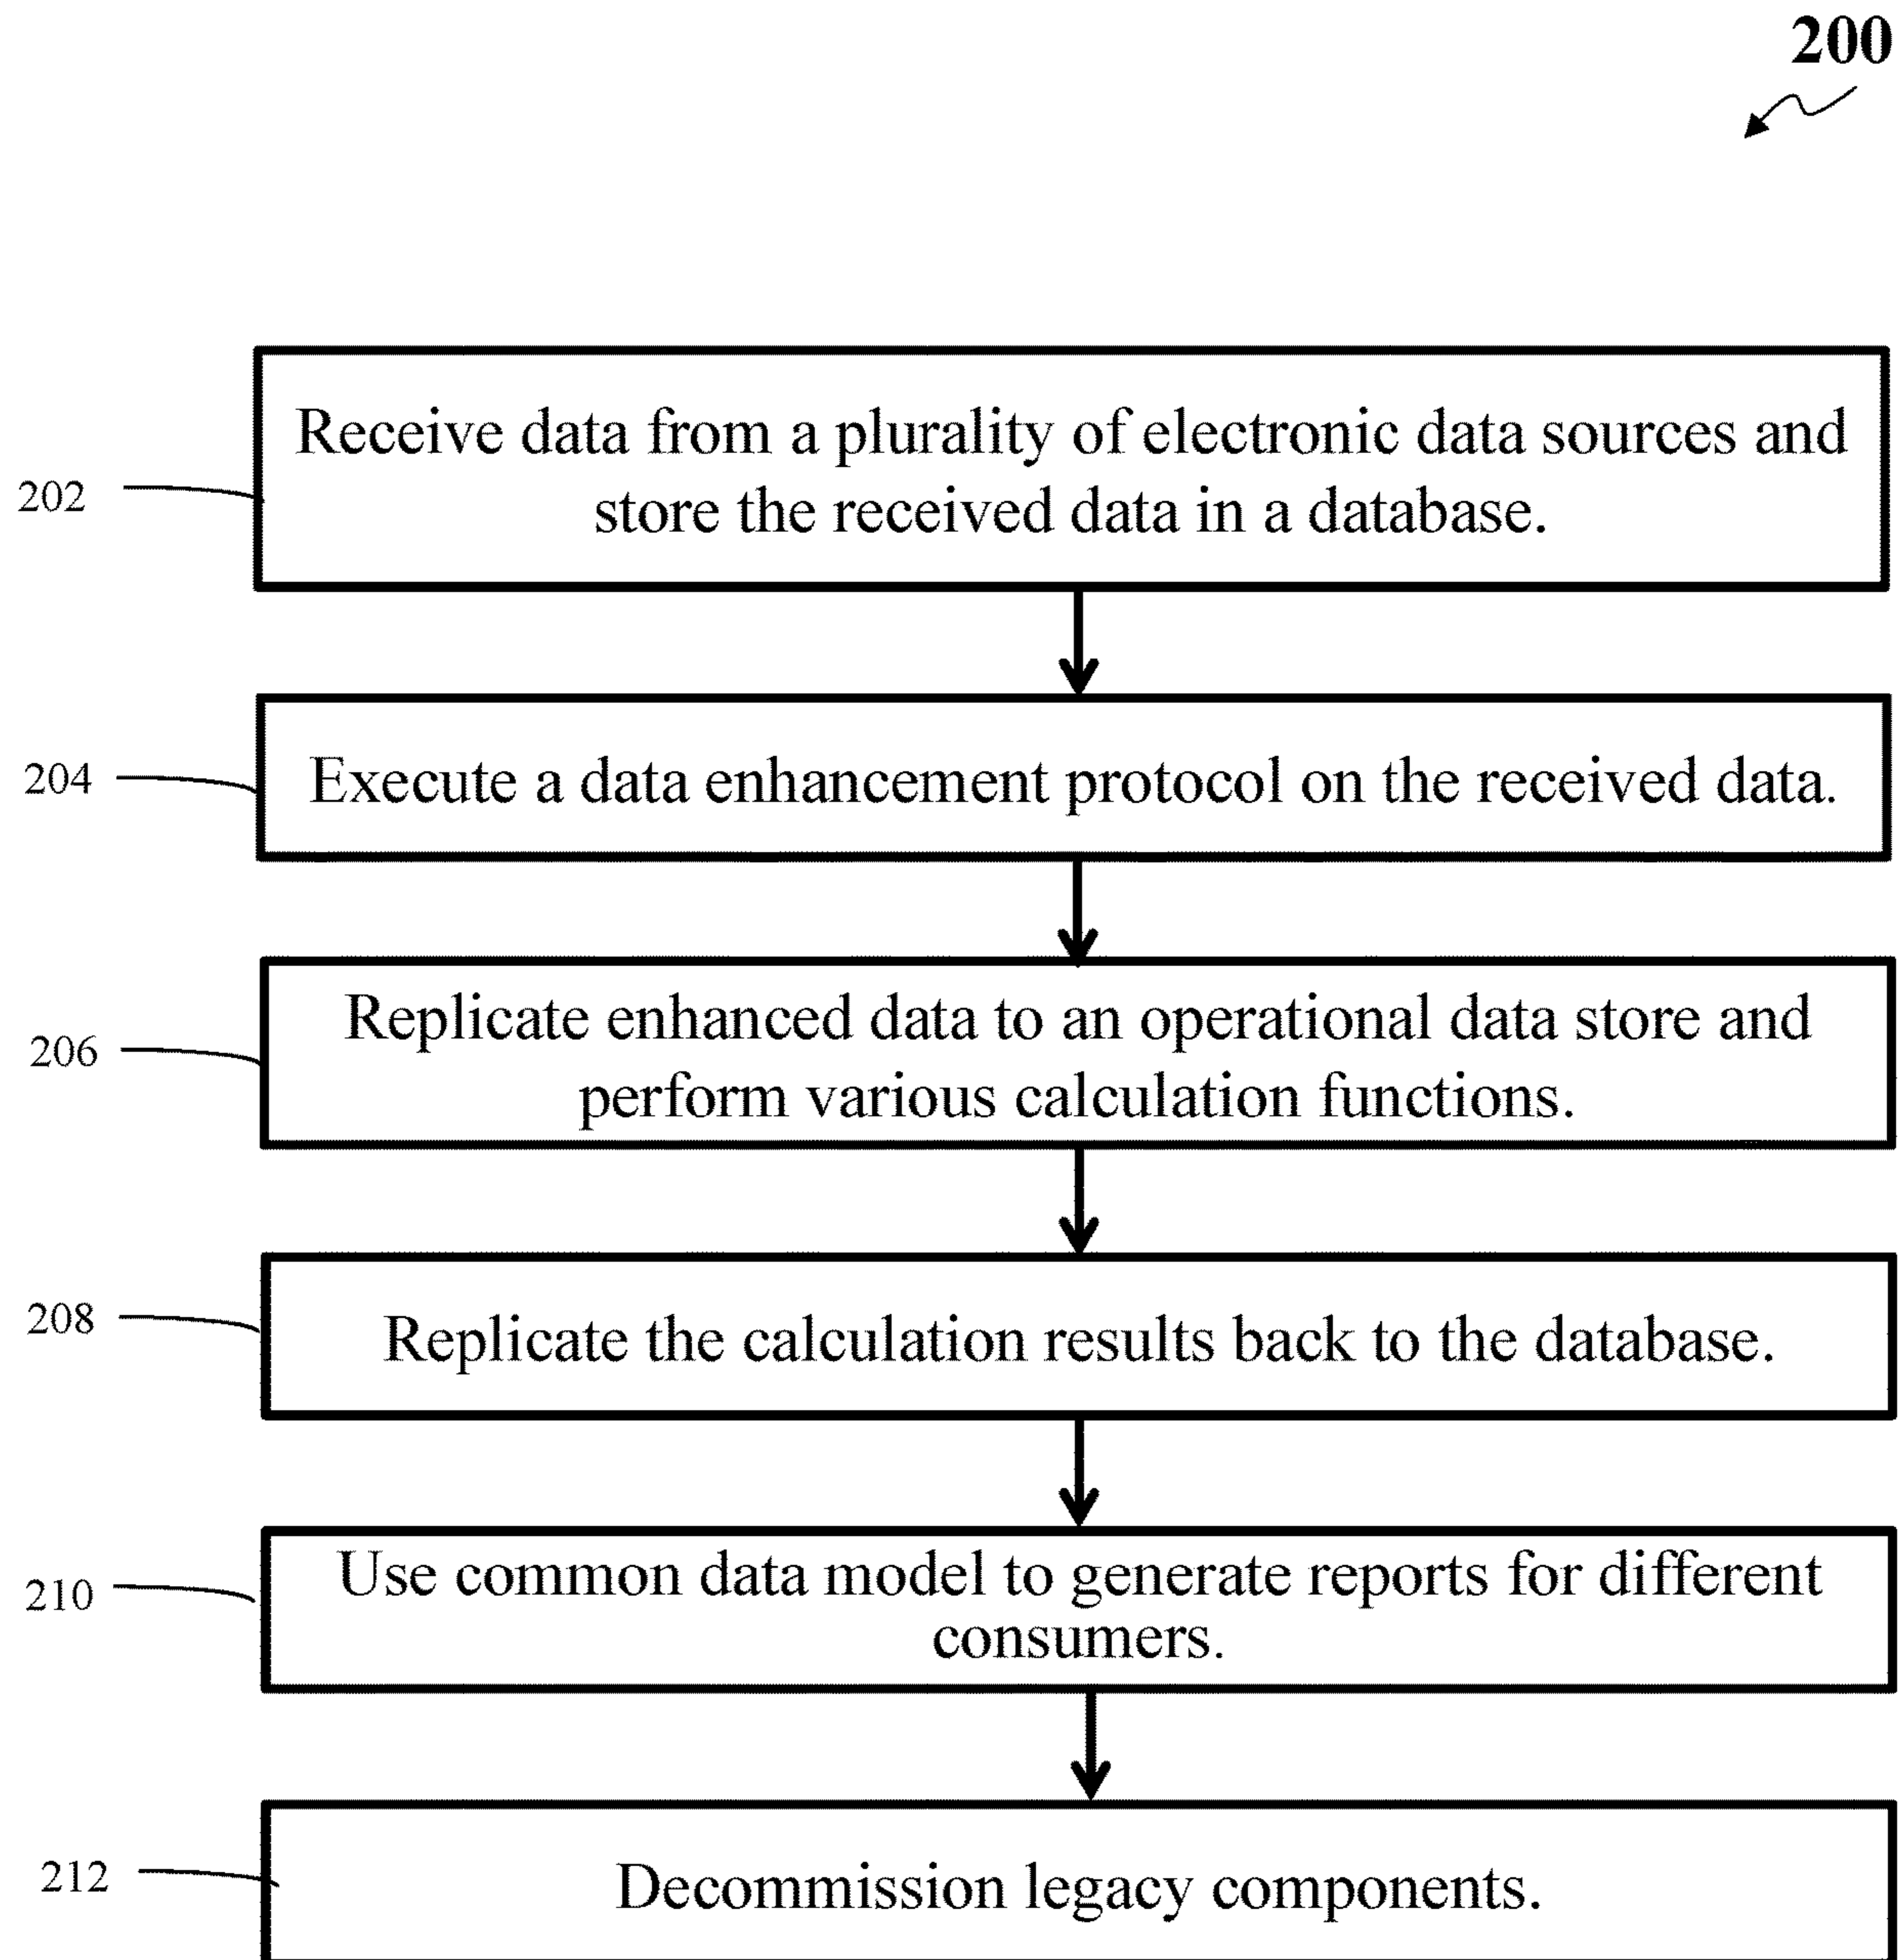 200
202
Receive data from a plurality of electronic data sources and
store the received data in a database.
204
Execute a data enhancement protocol on the received data.
206
Replicate enhanced data to an operational data store and
perform various calculation functions.
208
Replicate the calculation results back to the database.
210
Use common data model to generate reports for different
consumers.
212
Decommission legacy components.